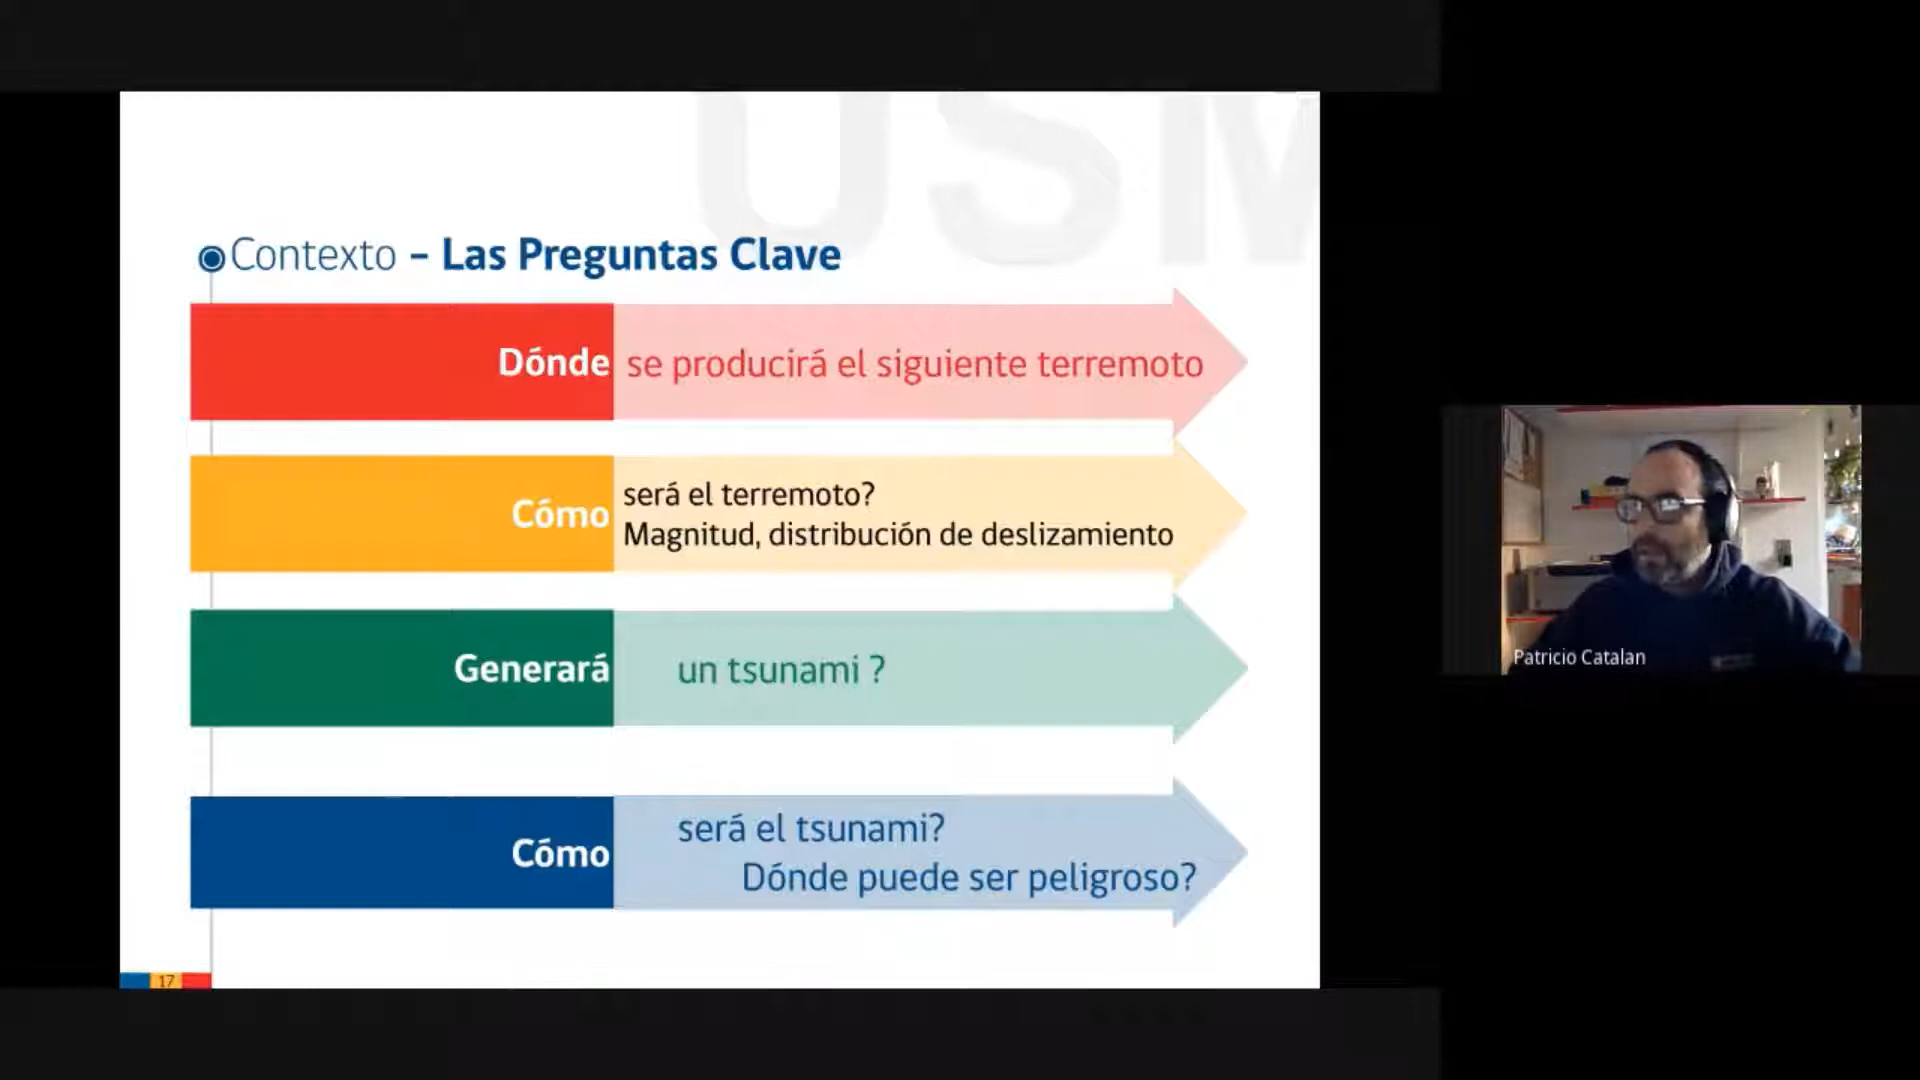 USM
Contexto – Las Preguntas Clave
Dónde se producirá el siguiente terremoto
Cómo será el terremoto?
Magnitud, distribución de deslizamiento
Generará un tsunami ?
Cómo será el tsunami?
Dónde puede ser peligroso?
17
Patricio Catalan